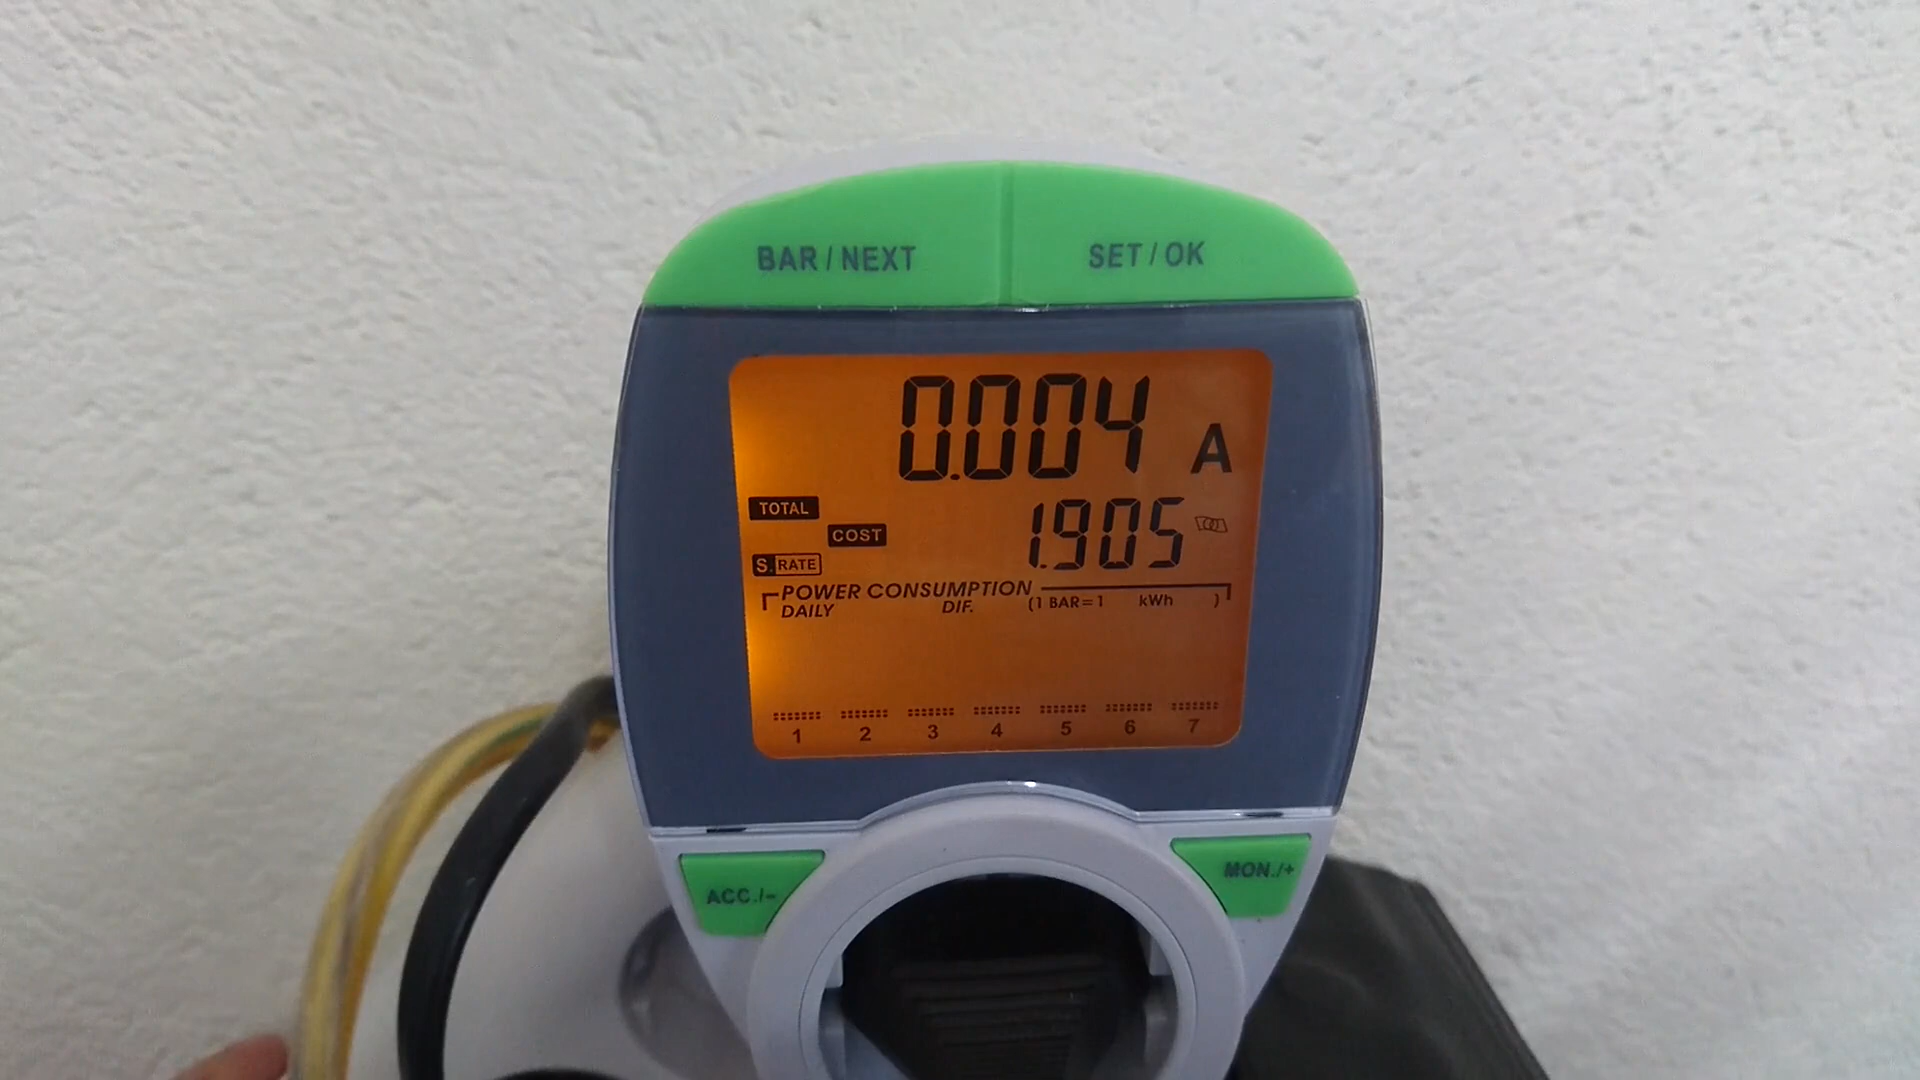 BAR / NEXT SET / OK
0.004 A
TOTAL
COST 1.905
S. RATE
POWER CONSUMPTION
DAILY DIF. (1 BAR=1 kWh )
1 2 3 4 5 6 7
ACC./- MON./+